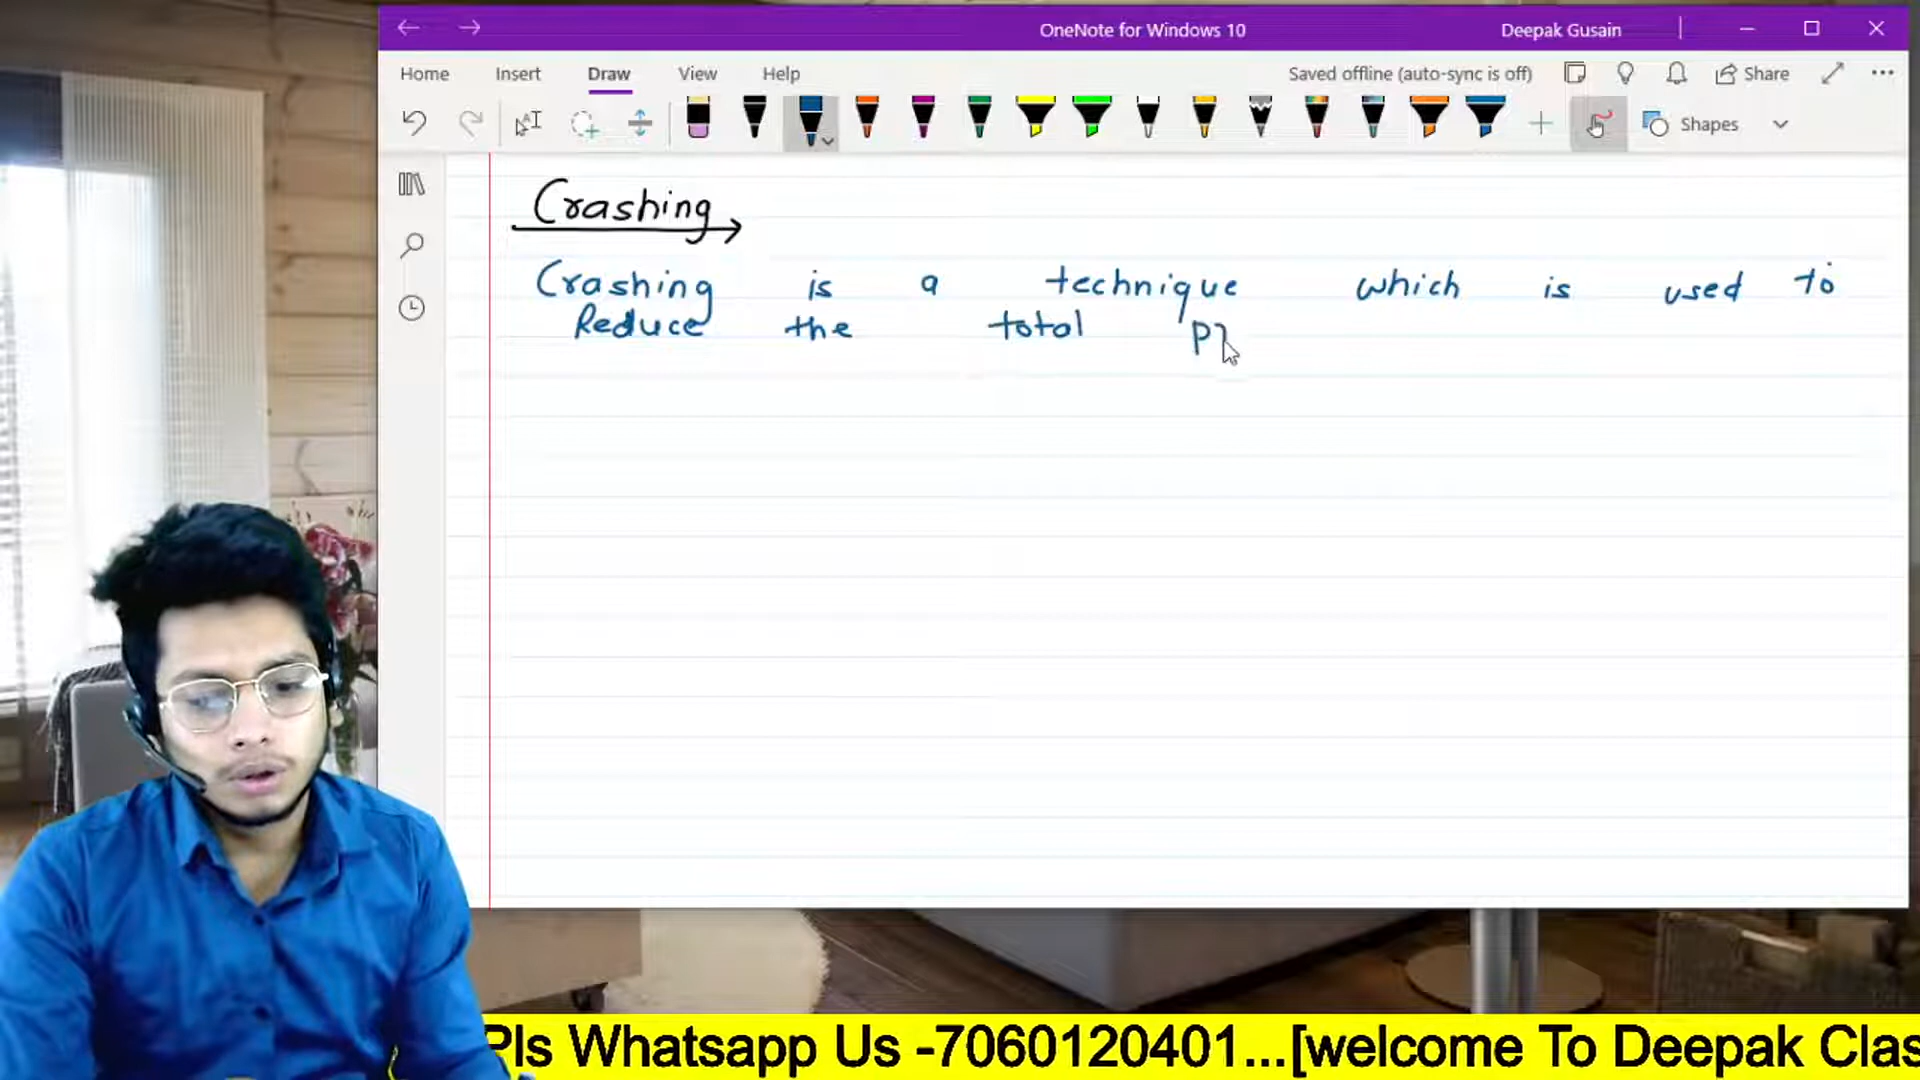 OneNote for Windows 10
Deepak Gusain
Home Insert Draw View Help
Saved offline (auto-sync is off)
Share
Shapes
Crashing
Crashing is a technique which is used to
Reduce the total pr
Pls Whatsapp Us -7060120401...[welcome To Deepak Clas